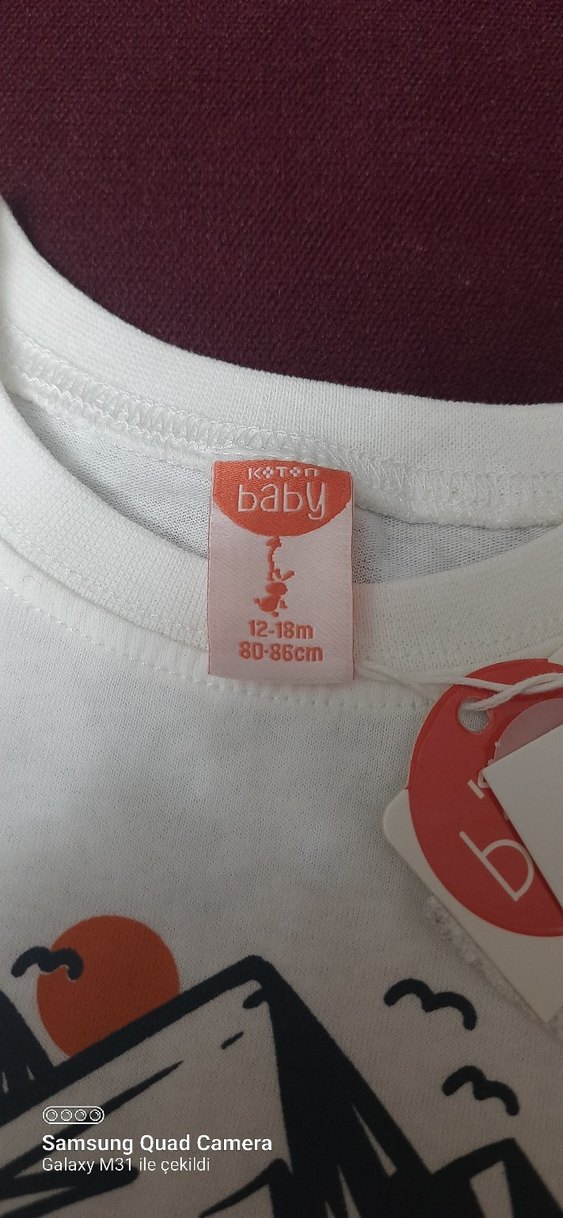 KOTON
baby
12-18m
80-86cm
b
Samsung Quad Camera
Galaxy M31 ile çekildi